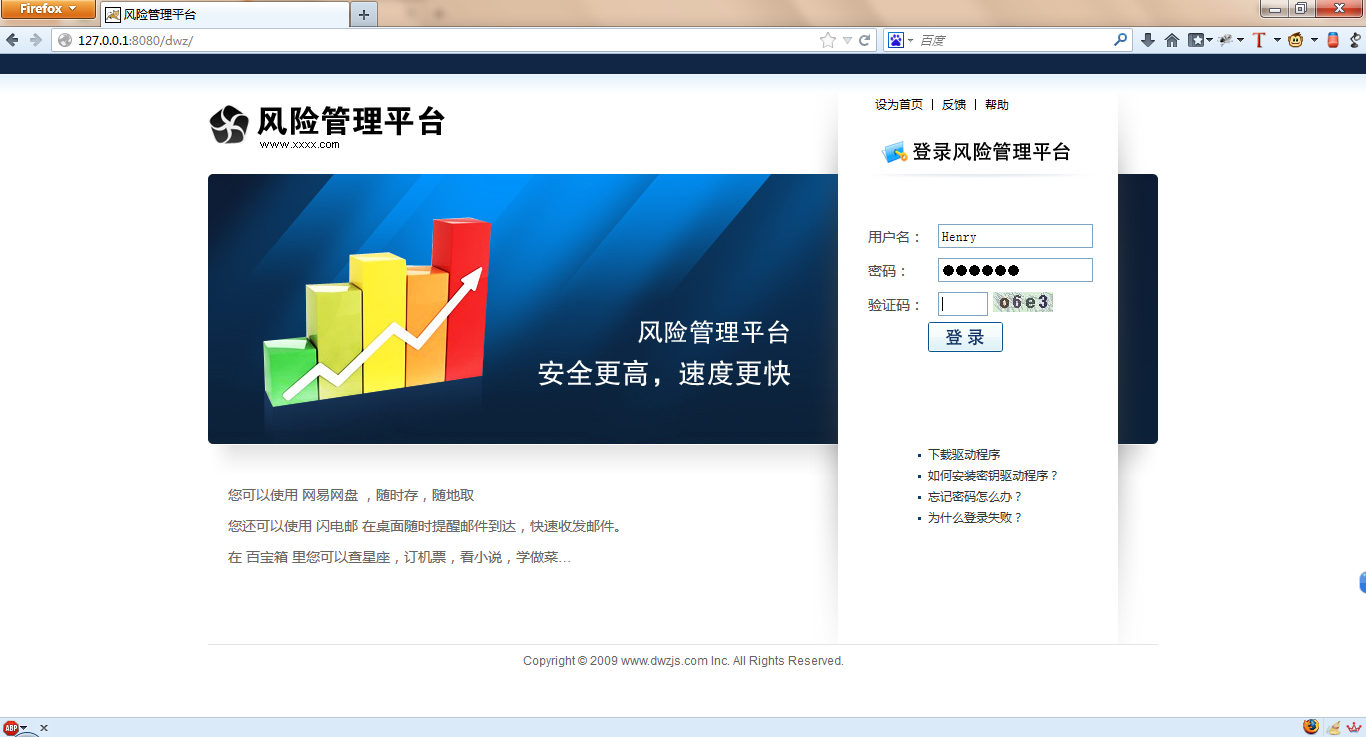 Firefox
风险管理平台
127.0.0.1:8080/dwz/
百度
风险管理平台
www.xxxx.com
设为首页 | 反馈 | 帮助
登录风险管理平台
用户名： Henry
密码： ●●●●●●
验证码： o6e3
登 录
风险管理平台
安全更高，速度更快
下载驱动程序
如何安装密钥驱动程序？
忘记密码怎么办？
为什么登录失败？
您可以使用 网易网盘 ，随时存，随地取
您还可以使用 闪电邮 在桌面随时提醒邮件到达，快速收发邮件。
在 百宝箱 里您可以查星座，订机票，看小说，学做菜…
Copyright © 2009 www.dwzjs.com Inc. All Rights Reserved.
ABP